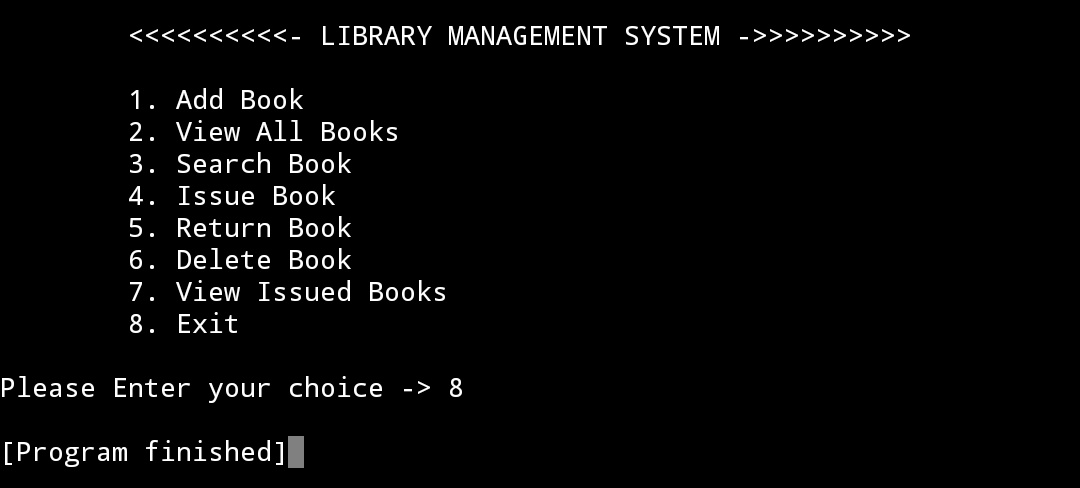 <<<<<<<<<<- LIBRARY MANAGEMENT SYSTEM ->>>>>>>>>>
1. Add Book
2. View All Books
3. Search Book
4. Issue Book
5. Return Book
6. Delete Book
7. View Issued Books
8. Exit
Please Enter your choice -> 8
[Program finished]